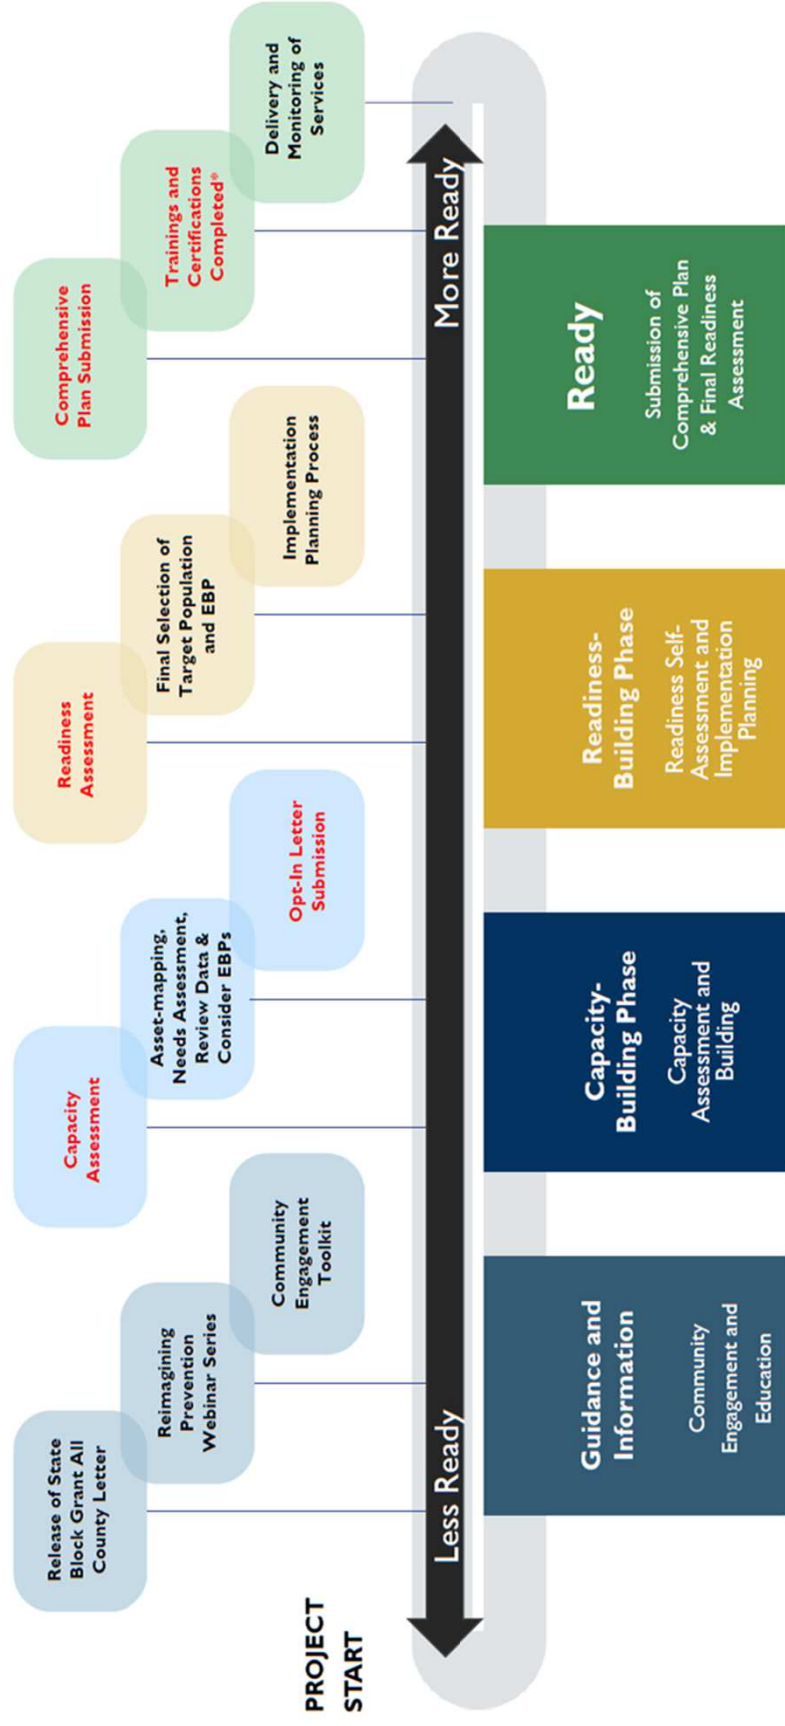 PROJECT
START
Release of State
Block Grant All
County Letter
Reimagining
Prevention
Webinar Series
Community
Engagement
Toolkit
Capacity
Assessment
Asset-mapping,
Needs Assessment,
Review Data &
Consider EBPs
Opt-In Letter
Submission
Readiness
Assessment
Final Selection of
Target Population
and EBP
Implementation
Planning Process
Comprehensive
Plan Submission
Trainings and
Certifications
Completed*
Delivery and
Monitoring of
Services
Less Ready
More Ready
Guidance and
Information
Community
Engagement and
Education
Capacity-
Building Phase
Capacity
Assessment and
Building
Readiness-
Building Phase
Readiness Self-
Assessment and
Implementation
Planning
Ready
Submission of
Comprehensive Plan
& Final Readiness
Assessment